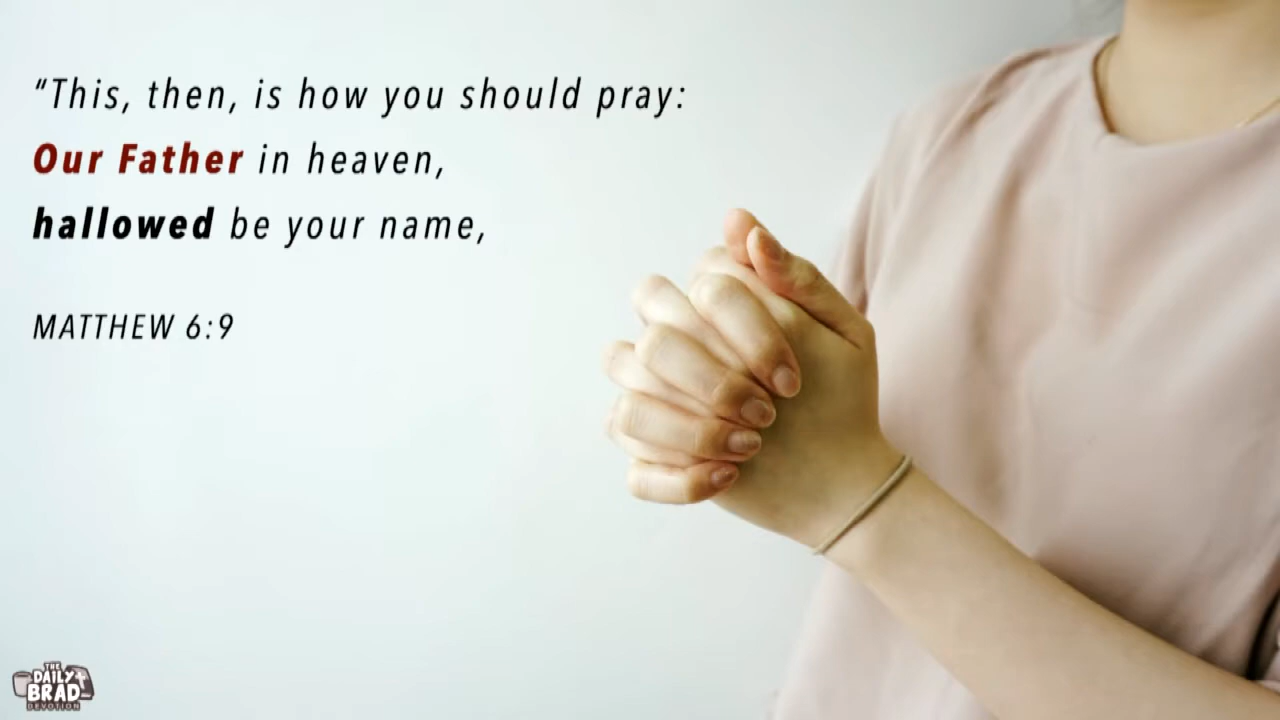 “This, then, is how you should pray:
Our Father in heaven,
hallowed be your name,
MATTHEW 6:9
THE
DAILY
BRAD
DEVOTION